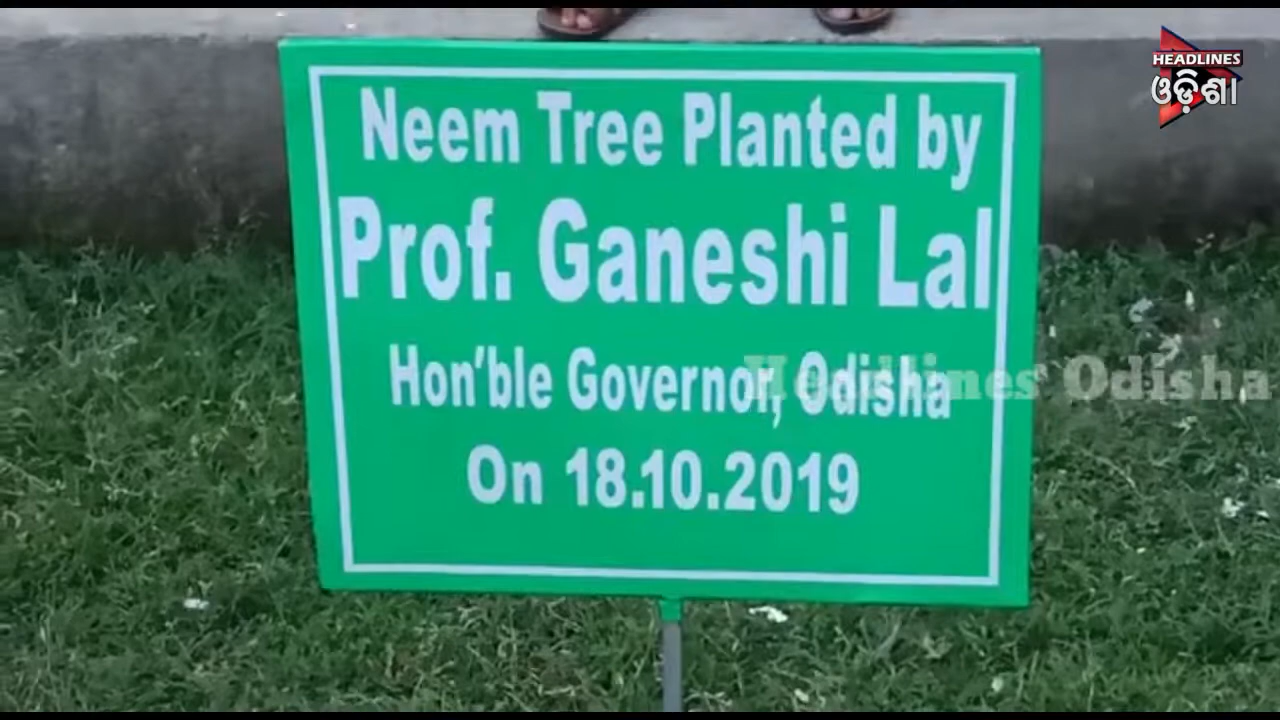 HEADLINES
ଓଡ଼ିଶା
Neem Tree Planted by
Prof. Ganeshi Lal
Hon'ble Governor, Odisha
Headlines Odisha
On 18.10.2019